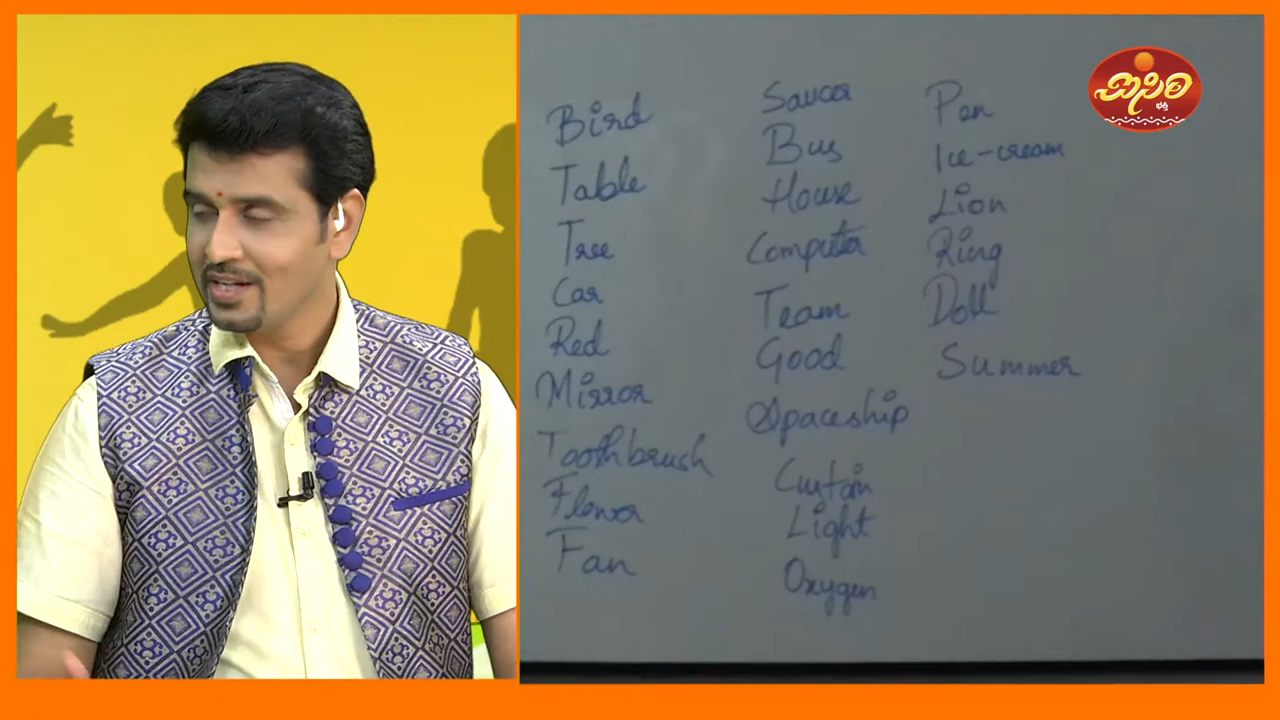 Bird
Table
Tree
Car
Red
Mirror
Toothbrush
Flower
Fan
Saucer
Bus
House
Computer
Team
Good
Spaceship
Curtain
Light
Oxygen
Pen
Ice-cream
Lion
Ring
Doll
Summer
ಸಿರಿ
ಭಕ್ತಿ